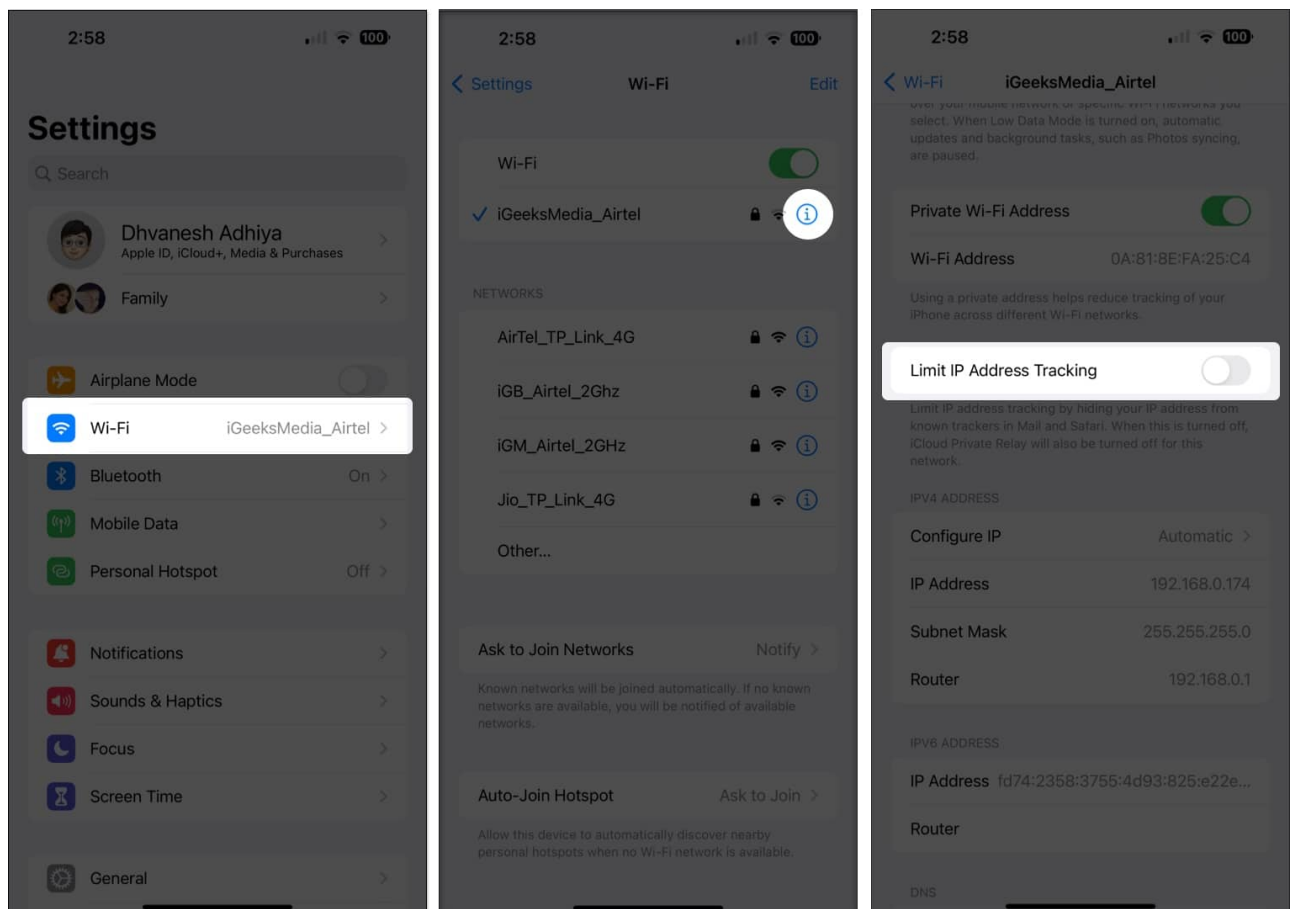 2:58
100
Settings
Search
Dhvanesh Adhiya
Apple ID, iCloud+, Media & Purchases
Family
Airplane Mode
Wi-Fi iGeeksMedia_Airtel
Bluetooth On
Mobile Data
Personal Hotspot Off
Notifications
Sounds & Haptics
Focus
Screen Time
General
2:58
100
Settings Wi-Fi Edit
Wi-Fi
iGeeksMedia_Airtel
NETWORKS
AirTel_TP_Link_4G
iGB_Airtel_2Ghz
iGM_Airtel_2GHz
Jio_TP_Link_4G
Other...
Ask to Join Networks Notify
Known networks will be joined automatically. If no known
networks are available, you will be notified of available
networks.
Auto-Join Hotspot Ask to Join
Allow this device to automatically discover nearby
personal hotspots when no Wi-Fi network is available.
2:58
100
Wi-Fi iGeeksMedia_Airtel
over your mobile network or specific Wi-Fi networks you
select. When Low Data Mode is turned on, automatic
updates and background tasks, such as Photos syncing,
are paused.
Private Wi-Fi Address
Wi-Fi Address 0A:81:8E:FA:25:C4
Using a private address helps reduce tracking of your
iPhone across different Wi-Fi networks.
Limit IP Address Tracking
Limit IP address tracking by hiding your IP address from
known trackers in Mail and Safari. When this is turned off,
iCloud Private Relay will also be turned off for this
network.
IPV4 ADDRESS
Configure IP Automatic
IP Address 192.168.0.174
Subnet Mask 255.255.255.0
Router 192.168.0.1
IPV6 ADDRESS
IP Address fd74:2358:3755:4d93:825:e22e...
Router
DNS